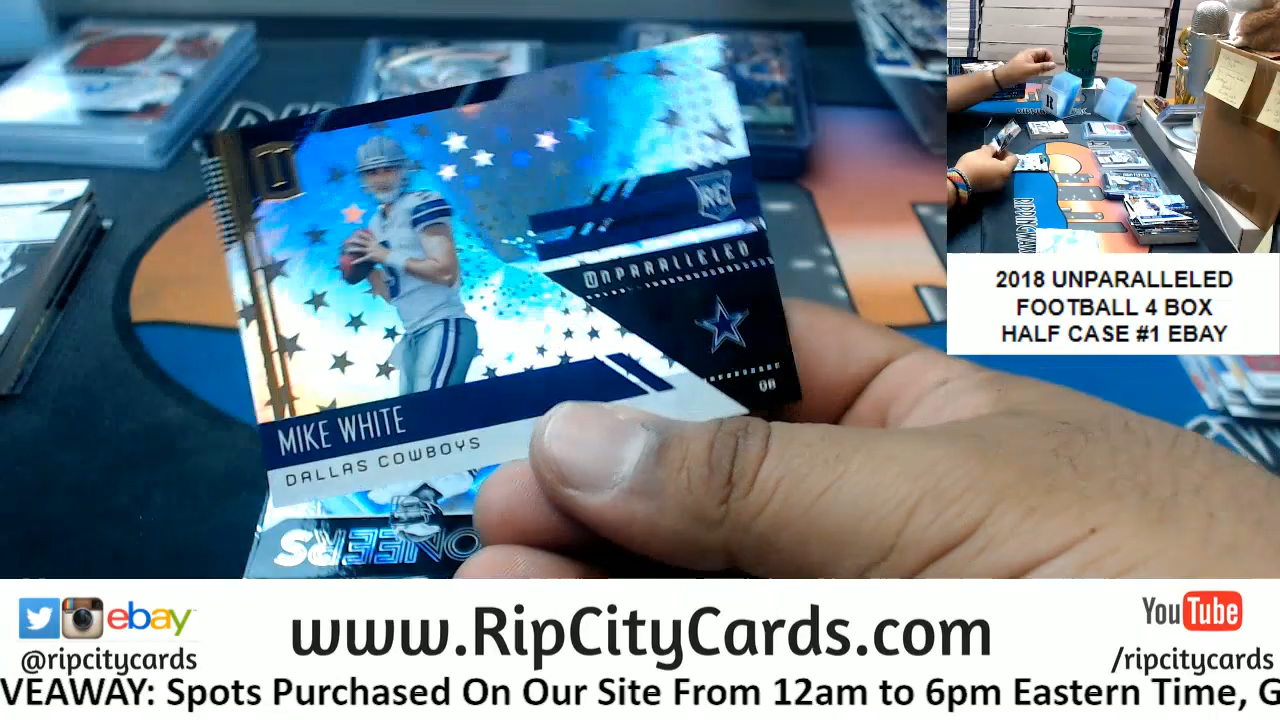 RC
UNPARALLELED
MIKE WHITE
DALLAS COWBOYS
2018 UNPARALLELED
FOOTBALL 4 BOX
HALF CASE #1 EBAY
ebay
@ripcitycards
www.RipCityCards.com
YouTube
/ripcitycards
VEAWAY: Spots Purchased On Our Site From 12am to 6pm Eastern Time, G